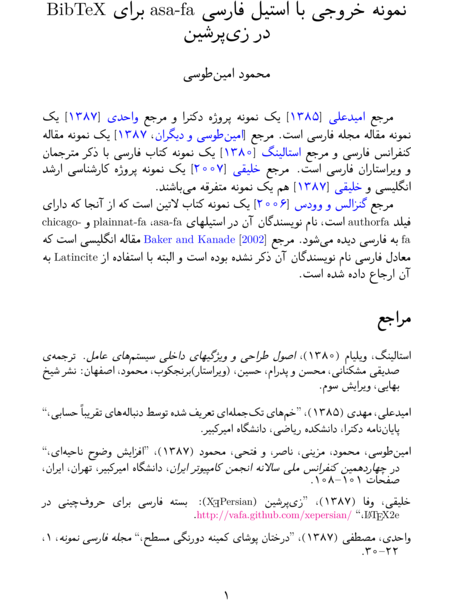 نمونه خروجی با استیل فارسی asa-fa برای BibTeX
در زی‌پرشین
محمود امین‌طوسی
مرجع امیدعلی [۱۳۸۵] یک نمونه پروژه دکترا و مرجع واحدی [۱۳۸۷] یک
نمونه مقاله مجله فارسی است. مرجع [امین‌طوسی و دیگران، ۱۳۸۷] یک نمونه مقاله
کنفرانس فارسی و مرجع استالینگ [۱۳۸۰] یک نمونه کتاب فارسی با ذکر مترجمان
و ویراستاران فارسی است. مرجع خلیقی [۲۰۰۷] یک نمونه پروژه کارشناسی ارشد
انگلیسی و خلیقی [۱۳۸۷] هم یک نمونه متفرقه می‌باشند.
مرجع گنزالس و وودس [۲۰۰۶] یک نمونه کتاب لاتین است که از آنجا که دارای
فیلد authorfa است، نام نویسندگان آن در استیلهای asa-fa، plainnat-fa و chicago-
fa به فارسی دیده می‌شود. مرجع Baker and Kanade [2002] مقاله انگلیسی است که
معادل فارسی نام نویسندگان آن ذکر نشده بوده است و البته با استفاده از Latincite به
آن ارجاع داده شده است.
مراجع
استالینگ، ویلیام (۱۳۸۰)، اصول طراحی و ویژگیهای داخلی سیستم‌های عامل. ترجمه‌ی
صدیقی مشکنانی، محسن و پدرام، حسین، (ویراستار)برنجکوب، محمود، اصفهان: نشر شیخ
بهایی، ویرایش سوم.
امیدعلی، مهدی (۱۳۸۵)، ”خم‌های تک‌جمله‌ای تعریف شده توسط دنباله‌های تقریباً حسابی،“
پایان‌نامه دکترا، دانشکده ریاضی، دانشگاه امیرکبیر.
امین‌طوسی، محمود، مزینی، ناصر، و فتحی، محمود (۱۳۸۷)، ”افزایش وضوح ناحیه‌ای،“
در چهاردهمین کنفرانس ملی سالانه انجمن کامپیوتر ایران، دانشگاه امیرکبیر، تهران، ایران،
صفحات ۱۰۱–۱۰۸.
خلیقی، وفا (۱۳۸۷)، ”زی‌پرشین (XePersian): بسته فارسی برای حروف‌چینی در
LATEX2e،“ http://vafa.github.com/xepersian/.
واحدی، مصطفی (۱۳۸۷)، ”درختان پوشای کمینه دورنگی مسطح،“ مجله فارسی نمونه، ۱،
۲۲–۳۰.
۱